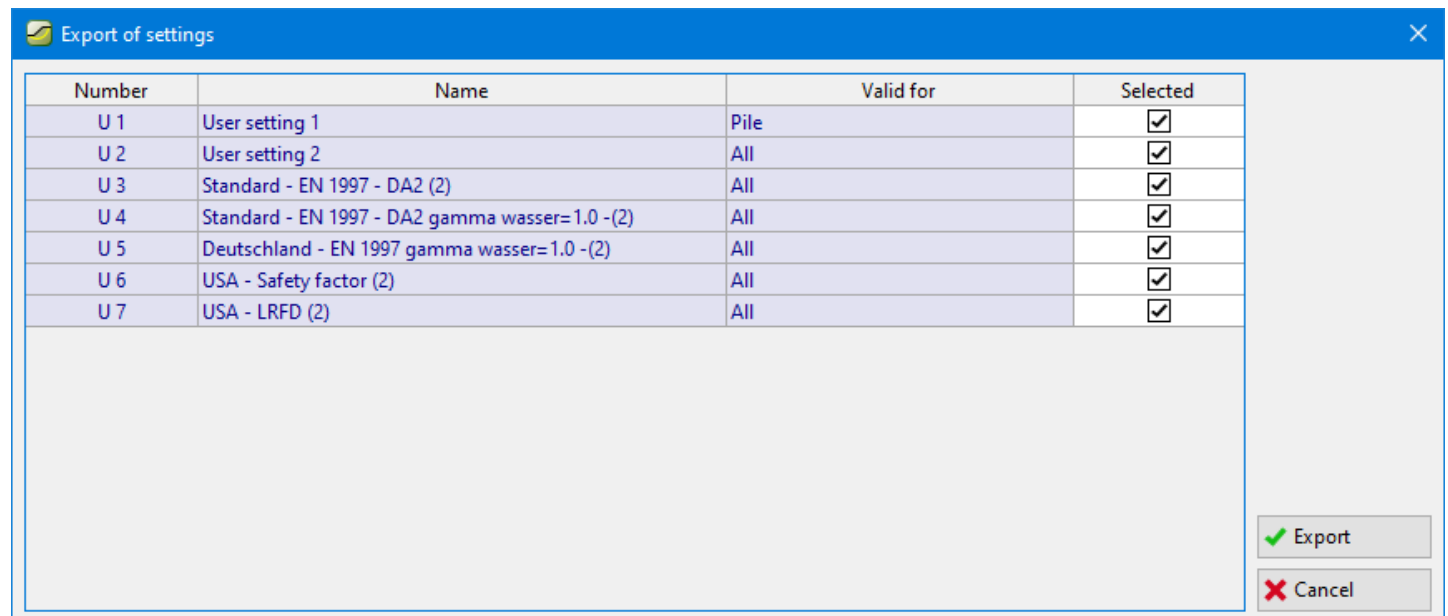 Export of settings
Number Name Valid for Selected
U 1 User setting 1 Pile
U 2 User setting 2 All
U 3 Standard - EN 1997 - DA2 (2) All
U 4 Standard - EN 1997 - DA2 gamma wasser=1.0 -(2) All
U 5 Deutschland - EN 1997 gamma wasser=1.0 -(2) All
U 6 USA - Safety factor (2) All
U 7 USA - LRFD (2) All
Export
Cancel